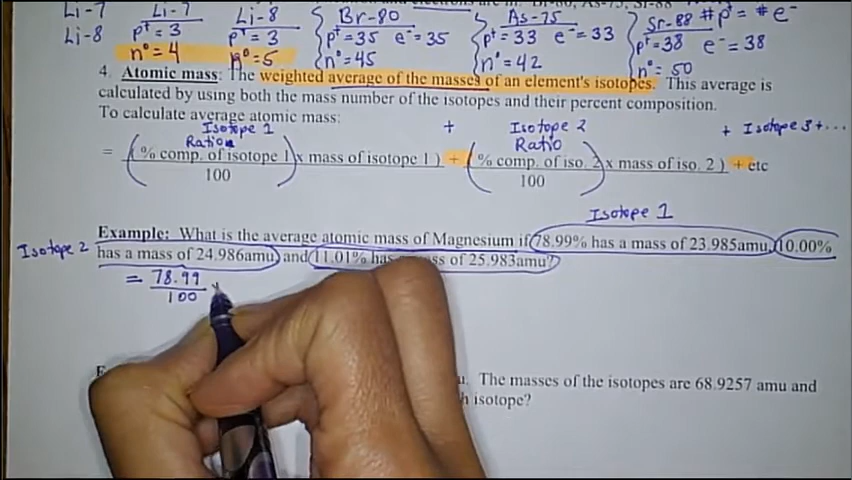 Li-7 Li-7 Li-8 Br-80 As-75 Sr-88 #p+ = #e-
Li-8 p+=3 p+=3 p+=35 e-=35 p+=33 e-=33 p+=38 e-=38
n°=4 n°=5 n°=45 n°=42 n°=50
4. Atomic mass: The weighted average of the masses of an element's isotopes. This average is
calculated by using both the mass number of the isotopes and their percent composition.
To calculate average atomic mass:
Isotope 1 + Isotope 2 + Isotope 3+...
Ratio Ratio
= (% comp. of isotope 1 x mass of isotope 1) + (% comp. of iso. 2 x mass of iso. 2) + etc
100 100
Isotope 1
Example: What is the average atomic mass of Magnesium if 78.99% has a mass of 23.985amu, 10.00%
Isotope 2 has a mass of 24.986amu and 11.01% has a mass of 25.983amu?
= 78.99
100
u. The masses of the isotopes are 68.9257 amu and
h isotope?